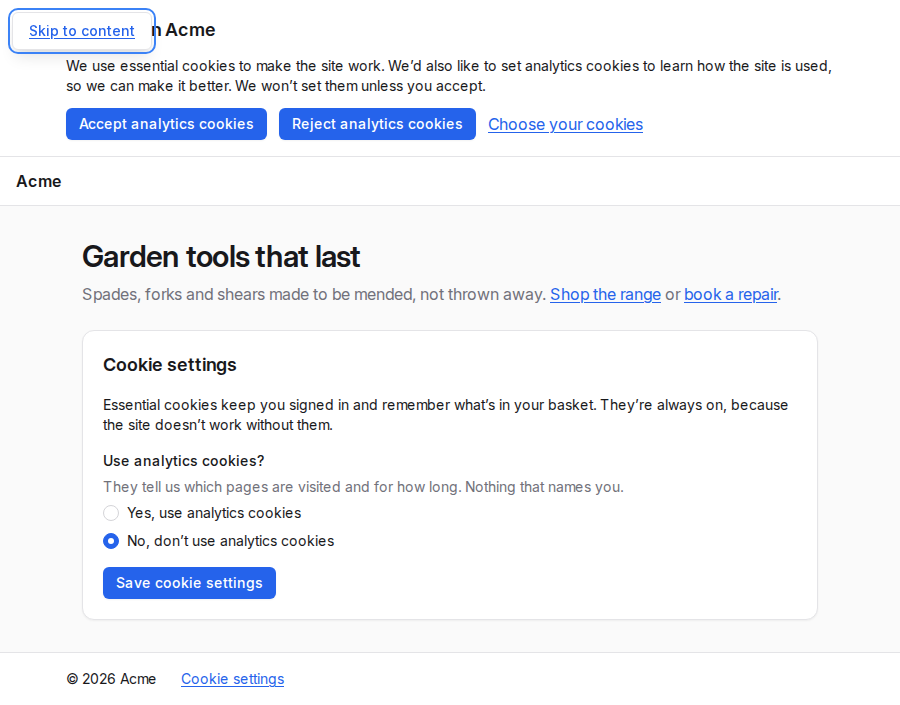 Skip to content
Acme
We use essential cookies to make the site work. We’d also like to set analytics cookies to learn how the site is used,
so we can make it better. We won’t set them unless you accept.
Accept analytics cookies Reject analytics cookies Choose your cookies
Acme
Garden tools that last
Spades, forks and shears made to be mended, not thrown away. Shop the range or book a repair.
Cookie settings
Essential cookies keep you signed in and remember what’s in your basket. They’re always on, because
the site doesn’t work without them.
Use analytics cookies?
They tell us which pages are visited and for how long. Nothing that names you.
Yes, use analytics cookies
No, don’t use analytics cookies
Save cookie settings
© 2026 Acme Cookie settings